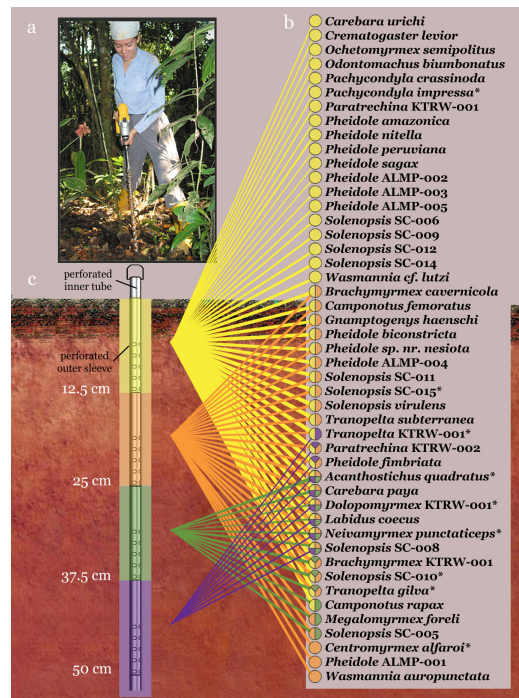 a
b
Carebara urichi
Crematogaster levior
Ochetomyrmex semipolitus
Odontomachus biumbonatus
Pachycondyla crassinoda
Pachycondyla impressa*
Paratrechina KTRW-001
Pheidole amazonica
Pheidole nitella
Pheidole peruviana
Pheidole sagax
Pheidole ALMP-002
Pheidole ALMP-003
Pheidole ALMP-005
Solenopsis SC-006
Solenopsis SC-009
Solenopsis SC-012
Solenopsis SC-014
Wasmannia cf. lutzi
Brachymyrmex cavernicola
Camponotus femoratus
Gnamptogenys haenschi
Pheidole biconstricta
Pheidole sp. nr. nesiota
Pheidole ALMP-004
Solenopsis SC-011
Solenopsis SC-015*
Solenopsis virulens
Tranopelta subterranea
Tranopelta KTRW-001*
Paratrechina KTRW-002
Pheidole fimbriata
Acanthostichus quadratus*
Carebara paya
Dolopomyrmex KTRW-001*
Labidus coecus
Neivamyrmex punctaticeps*
Solenopsis SC-008
Brachymyrmex KTRW-001
Solenopsis SC-010*
Tranopelta gilva*
Camponotus rapax
Megalomyrmex foreli
Solenopsis SC-005
Centromyrmex alfaroi*
Pheidole ALMP-001
Wasmannia auropunctata
c
perforated
inner tube
perforated
outer sleeve
12.5 cm
25 cm
37.5 cm
50 cm